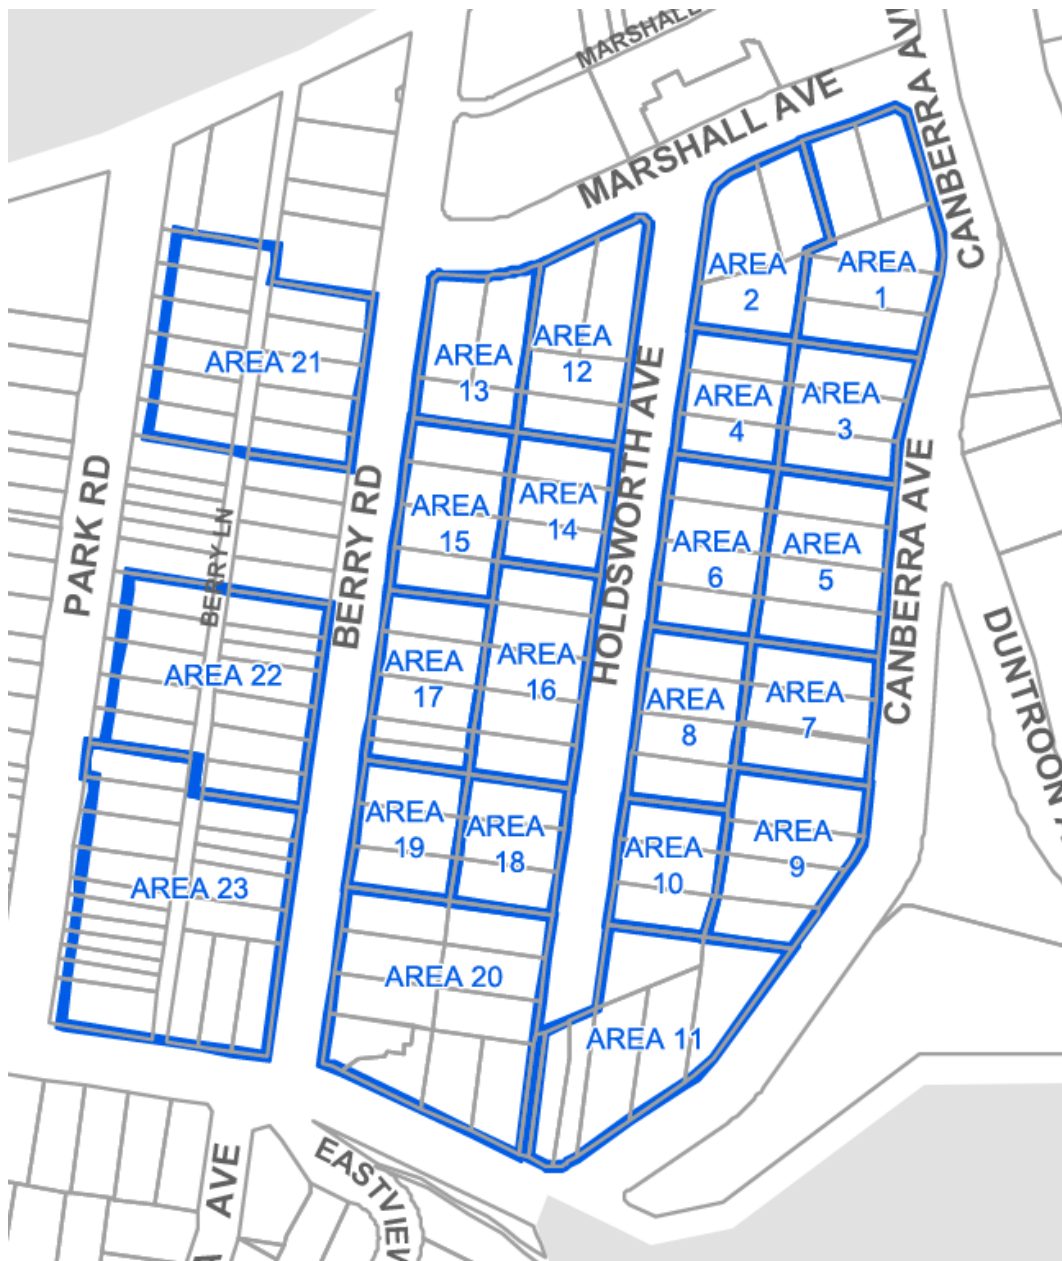 MARSHALL
CANBERRA AV
MARSHALL AVE
CANBERRA AVE
AREA
2
AREA
1
AREA
12
AREA
13
AREA 21
AREA
4
AREA
3
HOLDSWORTH AVE
PARK RD
BERRY LN
BERRY RD
AREA
15
AREA
14
AREA
6
AREA
5
CANBERRA AVE
DUNTROON A
AREA 22
AREA
17
AREA
16
AREA
8
AREA
7
AREA
19
AREA
18
AREA
10
AREA
9
AREA 23
AREA 20
AREA 11
AVE
EASTVIEW